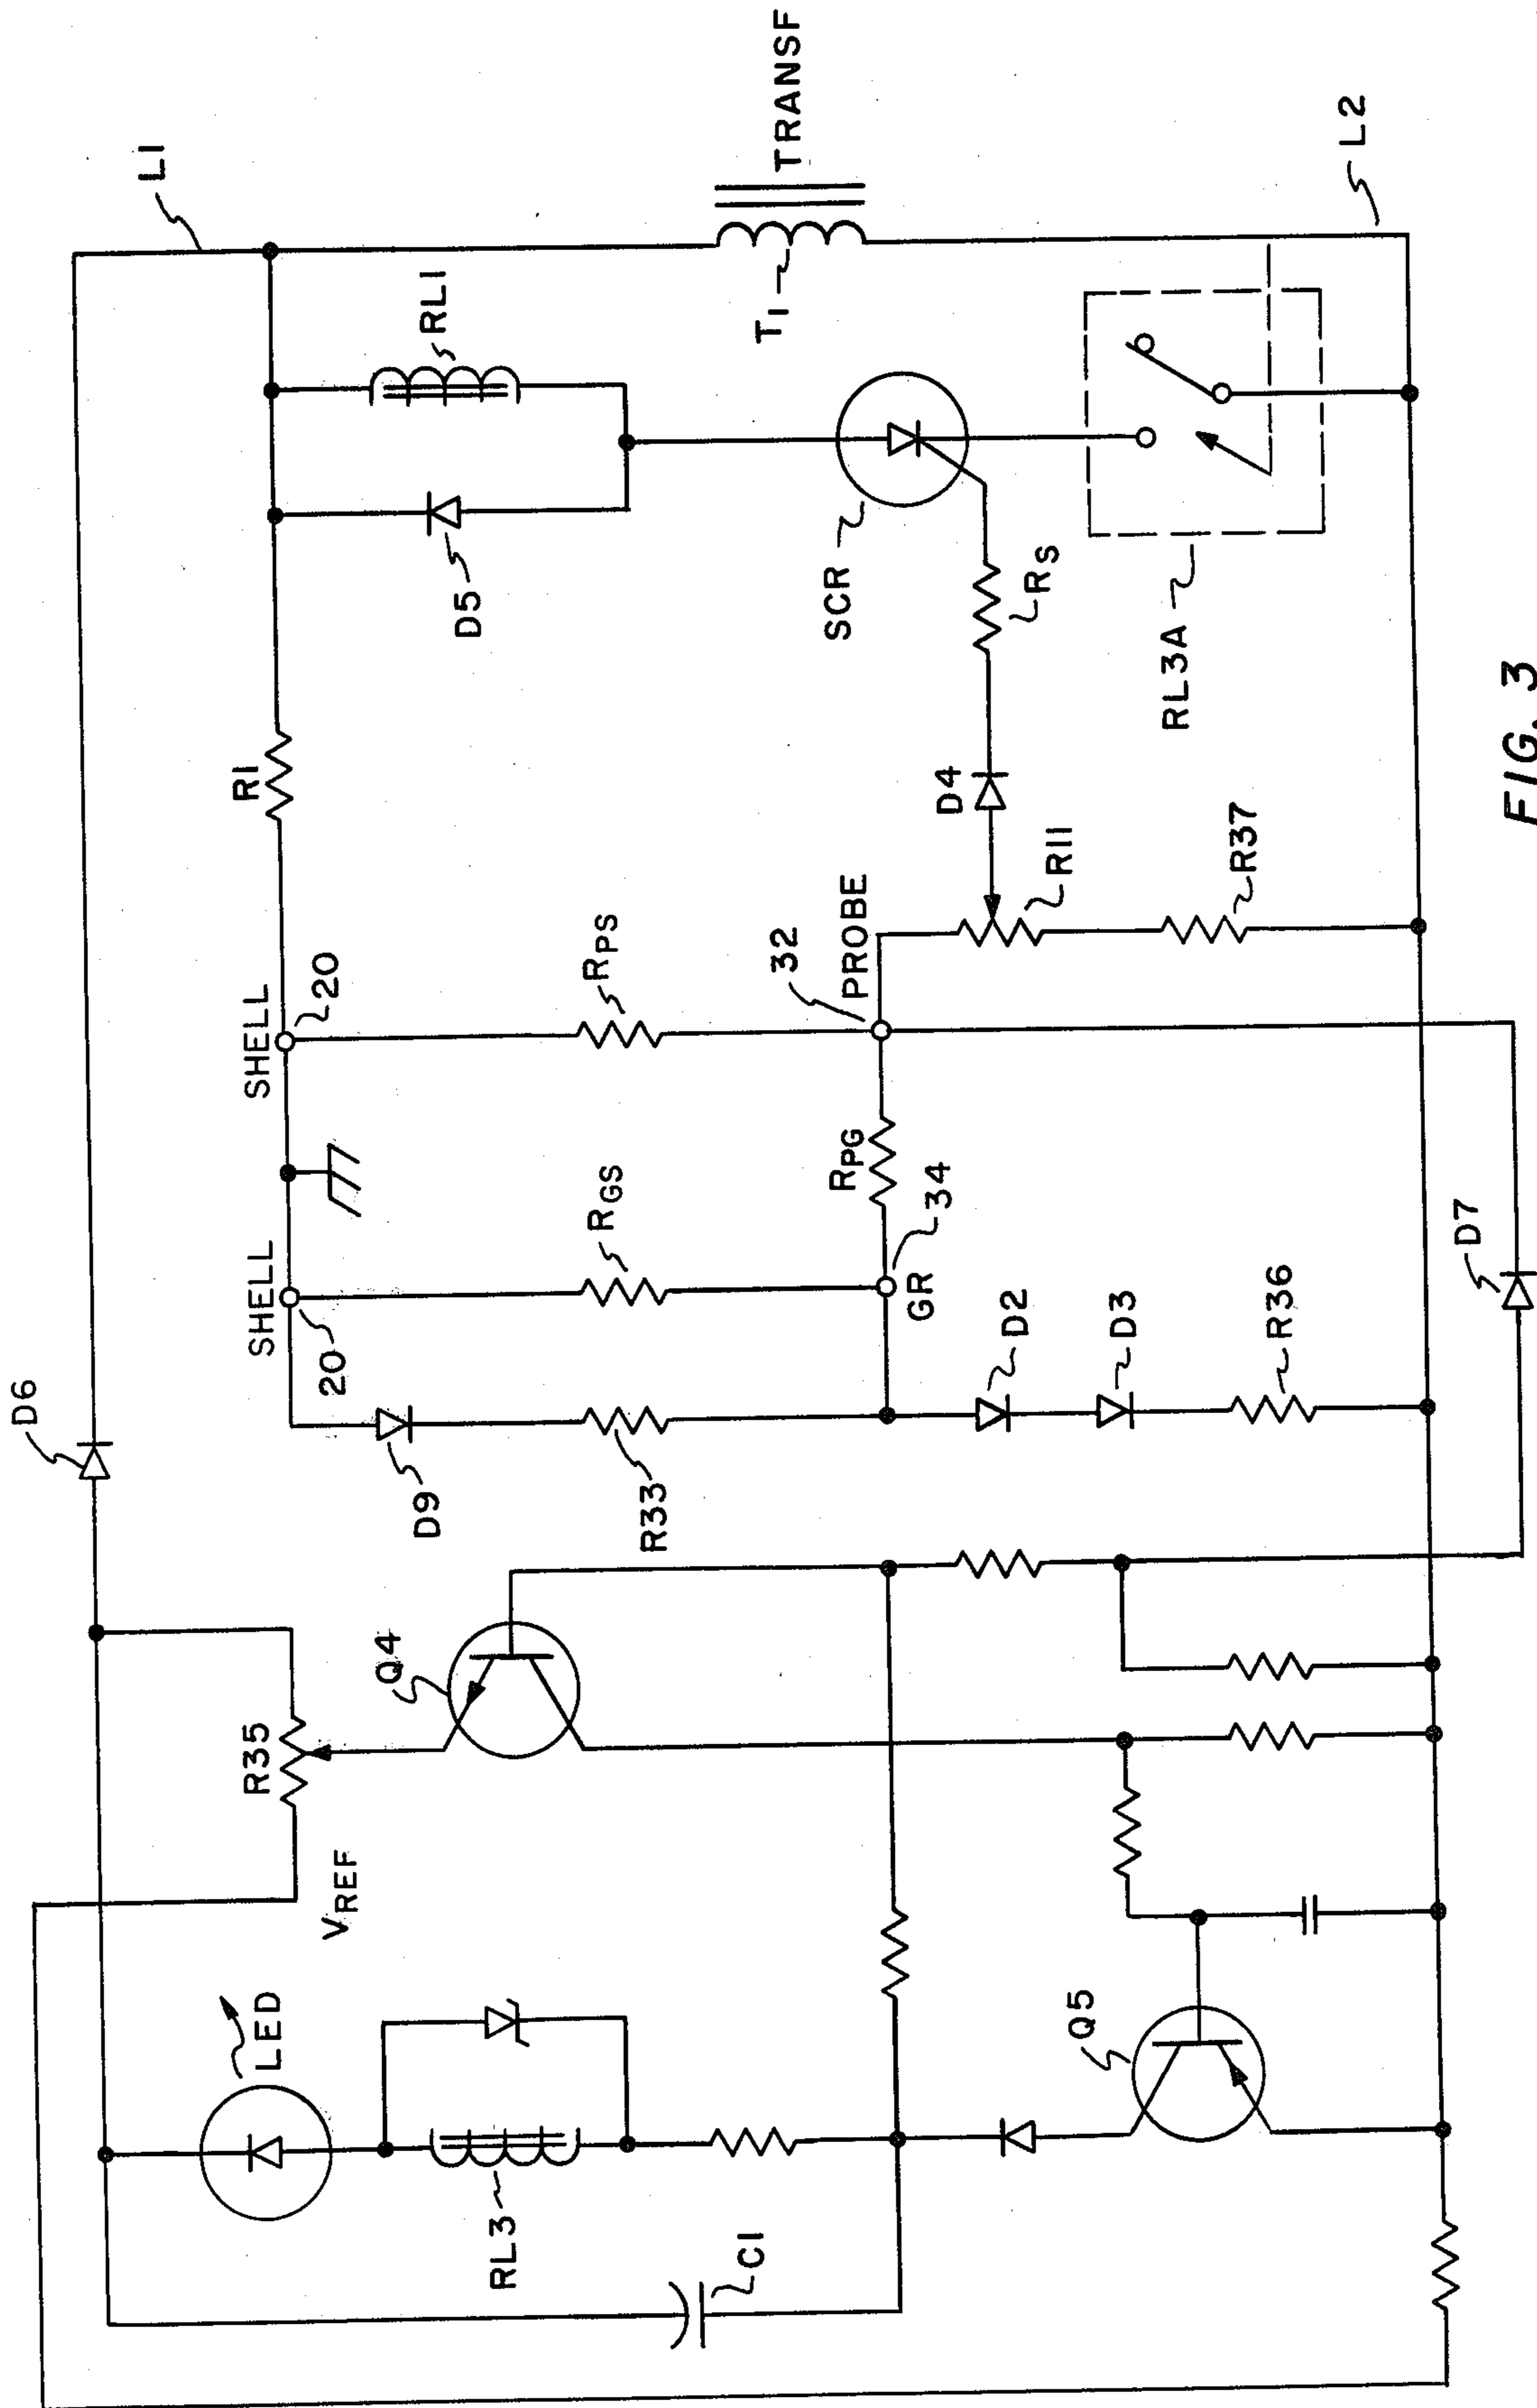 L1
D6
SHELL
SHELL
R1
20
20
RL1
TRANSF
T1
R35
VREF
Q4
D9
RGS
RPS
D5
LED
R33
SCR
32
PROBE
RPG
34
GR
D4
RS
RL3
C1
Q5
D2
D3
R36
R11
R37
RL3A
L2
D7
FIG. 3